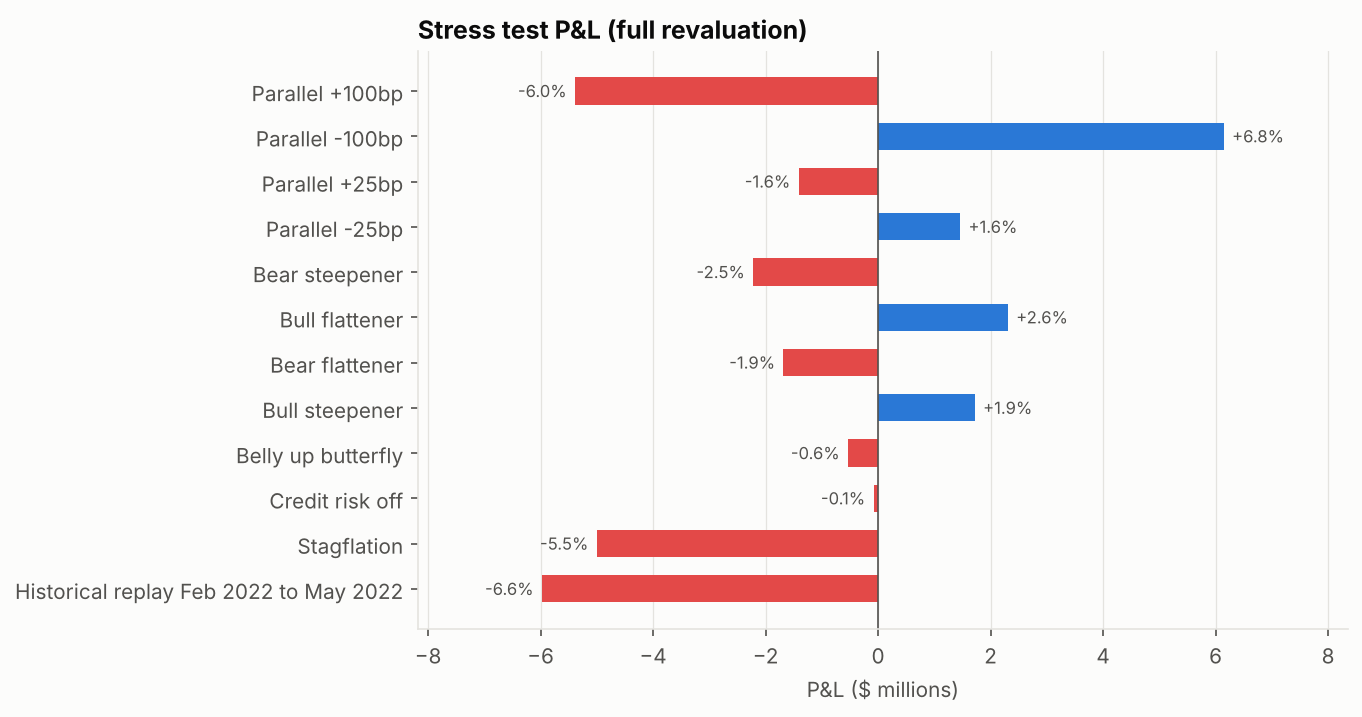 Stress test P&L (full revaluation)
Parallel +100bp -6.0%
Parallel -100bp +6.8%
Parallel +25bp -1.6%
Parallel -25bp +1.6%
Bear steepener -2.5%
Bull flattener +2.6%
Bear flattener -1.9%
Bull steepener +1.9%
Belly up butterfly -0.6%
Credit risk off -0.1%
Stagflation -5.5%
Historical replay Feb 2022 to May 2022 -6.6%
−8 −6 −4 −2 0 2 4 6 8
P&L ($ millions)